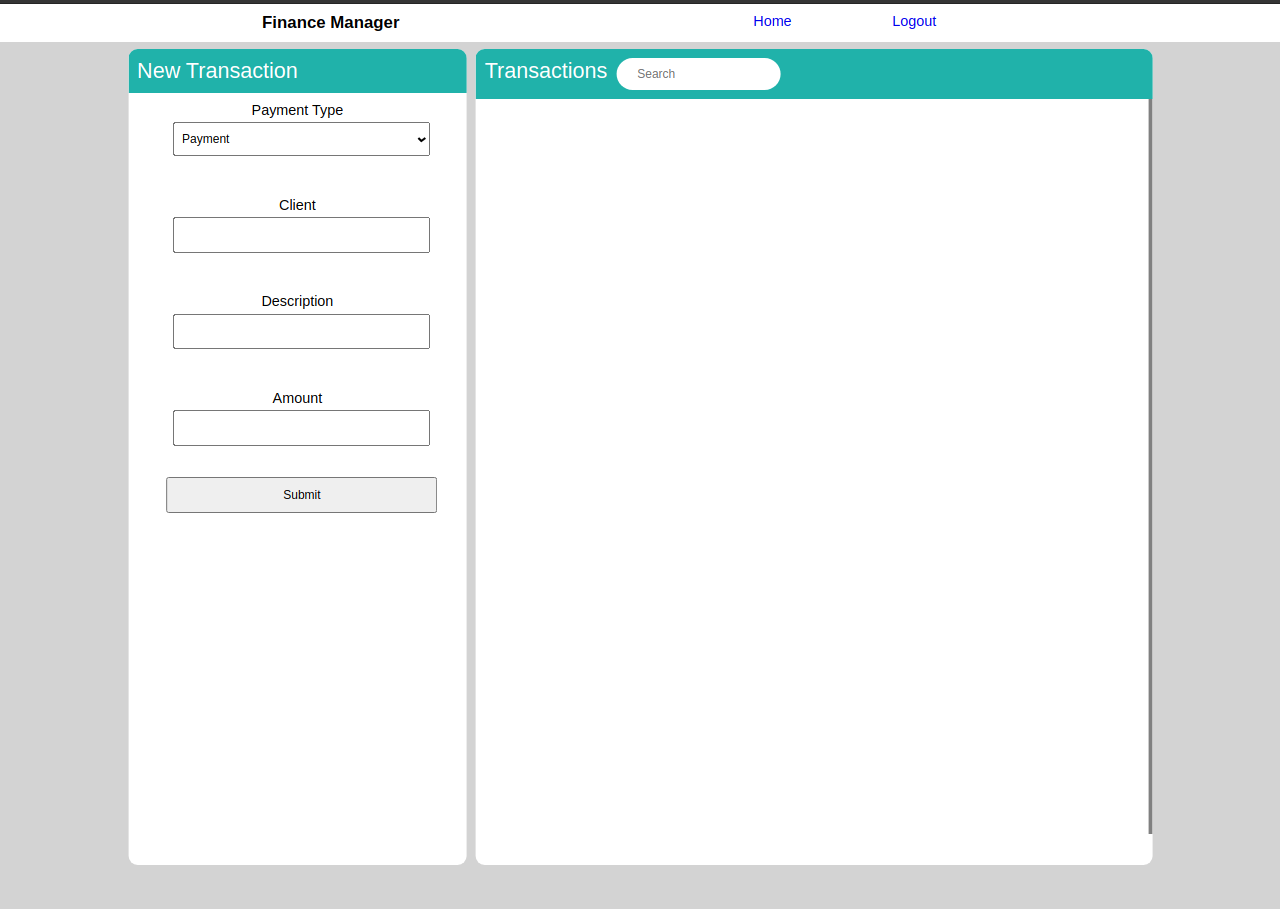 Finance Manager
Home
Logout
New Transaction
Payment Type
Payment
Client
Description
Amount
Submit
Transactions
Search